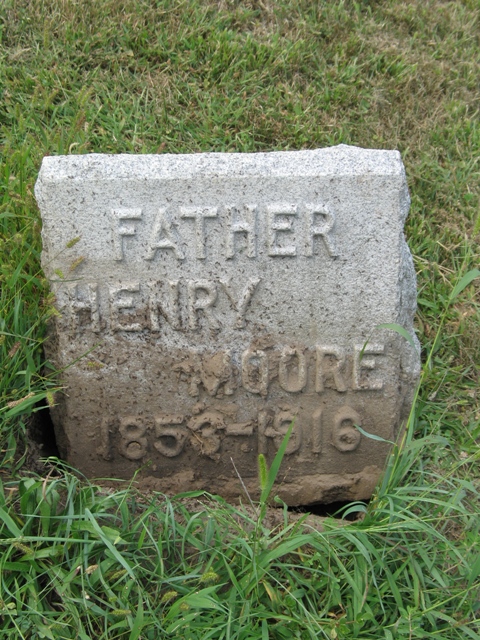 FATHER
HENRY
MOORE
1853-1916